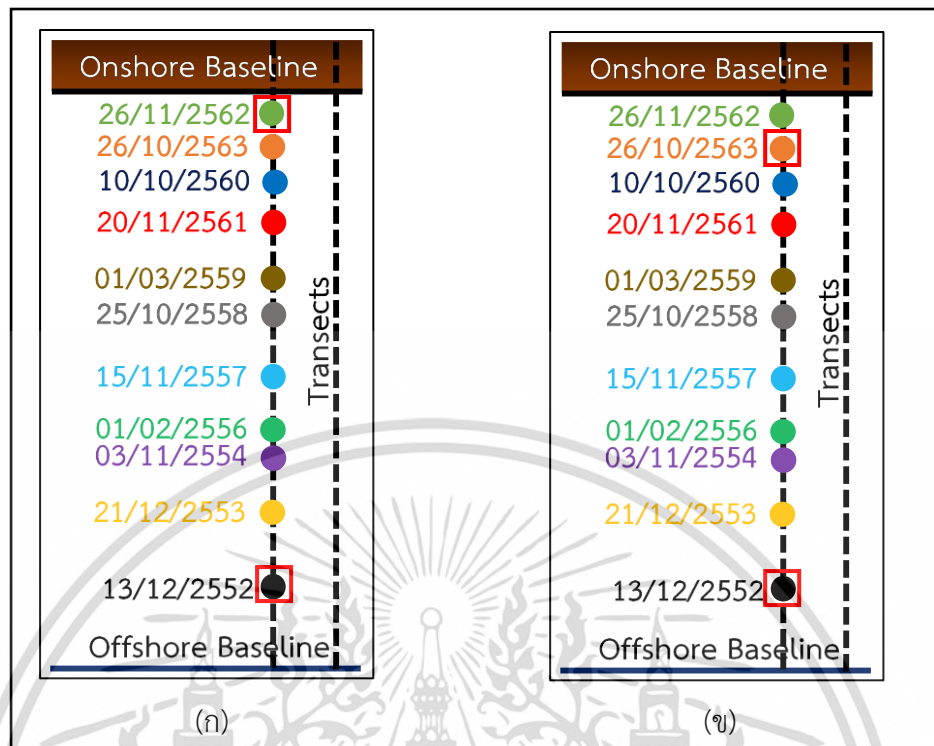 Onshore Baseline
26/11/2562
26/10/2563
10/10/2560
20/11/2561
01/03/2559
25/10/2558
15/11/2557
01/02/2556
03/11/2554
21/12/2553
13/12/2552
Offshore Baseline
Transects
(ก)
Onshore Baseline
26/11/2562
26/10/2563
10/10/2560
20/11/2561
01/03/2559
25/10/2558
15/11/2557
01/02/2556
03/11/2554
21/12/2553
13/12/2552
Offshore Baseline
Transects
(ข)